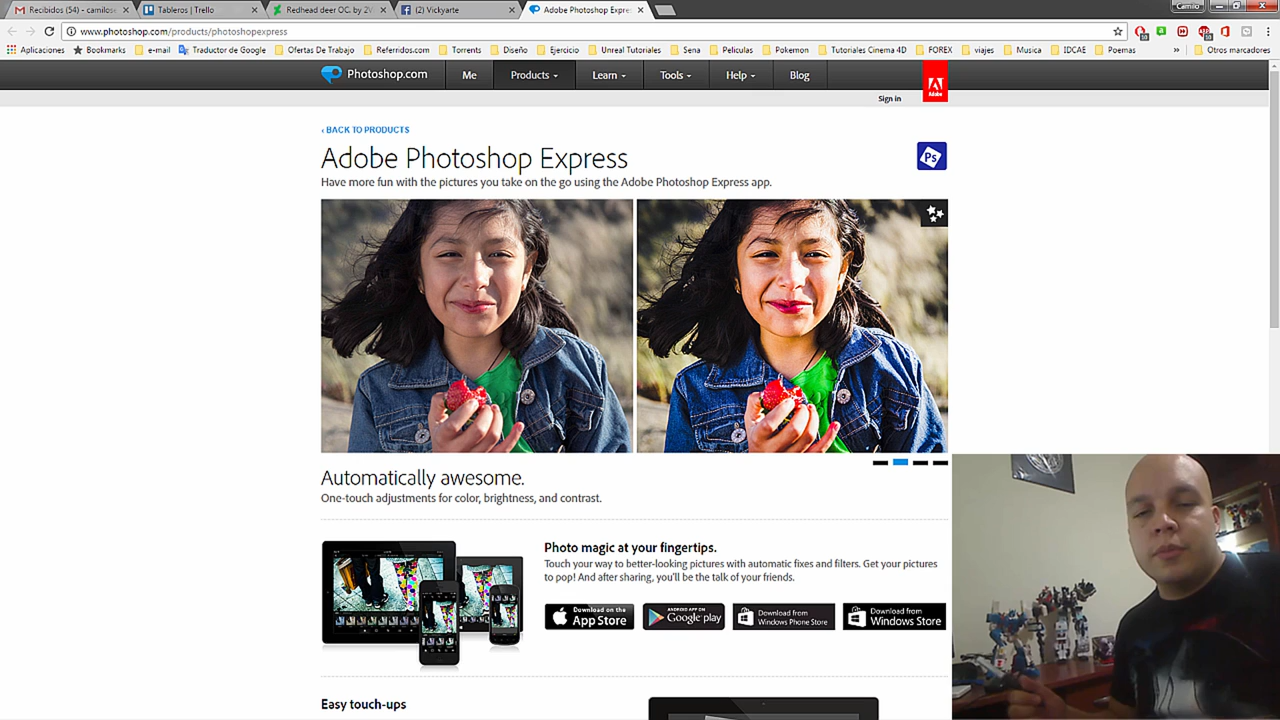 Recibidos (54) - camilose
Tableros | Trello
Redhead deer OC. by 2V
(2) Vickyarte
Adobe Photoshop Expre
Camilo
www.photoshop.com/products/photoshopexpress
Aplicaciones
Bookmarks
e-mail
Traductor de Google
Ofertas De Trabajo
Referridos.com
Torrents
Diseño
Ejercicio
Unreal Tutoriales
Sena
Peliculas
Pokemon
Tutoriales Cinema 4D
FOREX
viajes
Musica
IDCAE
Poemas
»
Otros marcadores
Photoshop.com
Me
Products
Learn
Tools
Help
Blog
Adobe
Sign in
‹ BACK TO PRODUCTS
Adobe Photoshop Express
Ps
Have more fun with the pictures you take on the go using the Adobe Photoshop Express app.
Automatically awesome.
One-touch adjustments for color, brightness, and contrast.
Photo magic at your fingertips.
Touch your way to better-looking pictures with automatic fixes and filters. Get your pictures
to pop! And after sharing, you'll be the talk of your friends.
Download on the
App Store
ANDROID APP ON
Google play
Download from
Windows Phone Store
Download from
Windows Store
Easy touch-ups